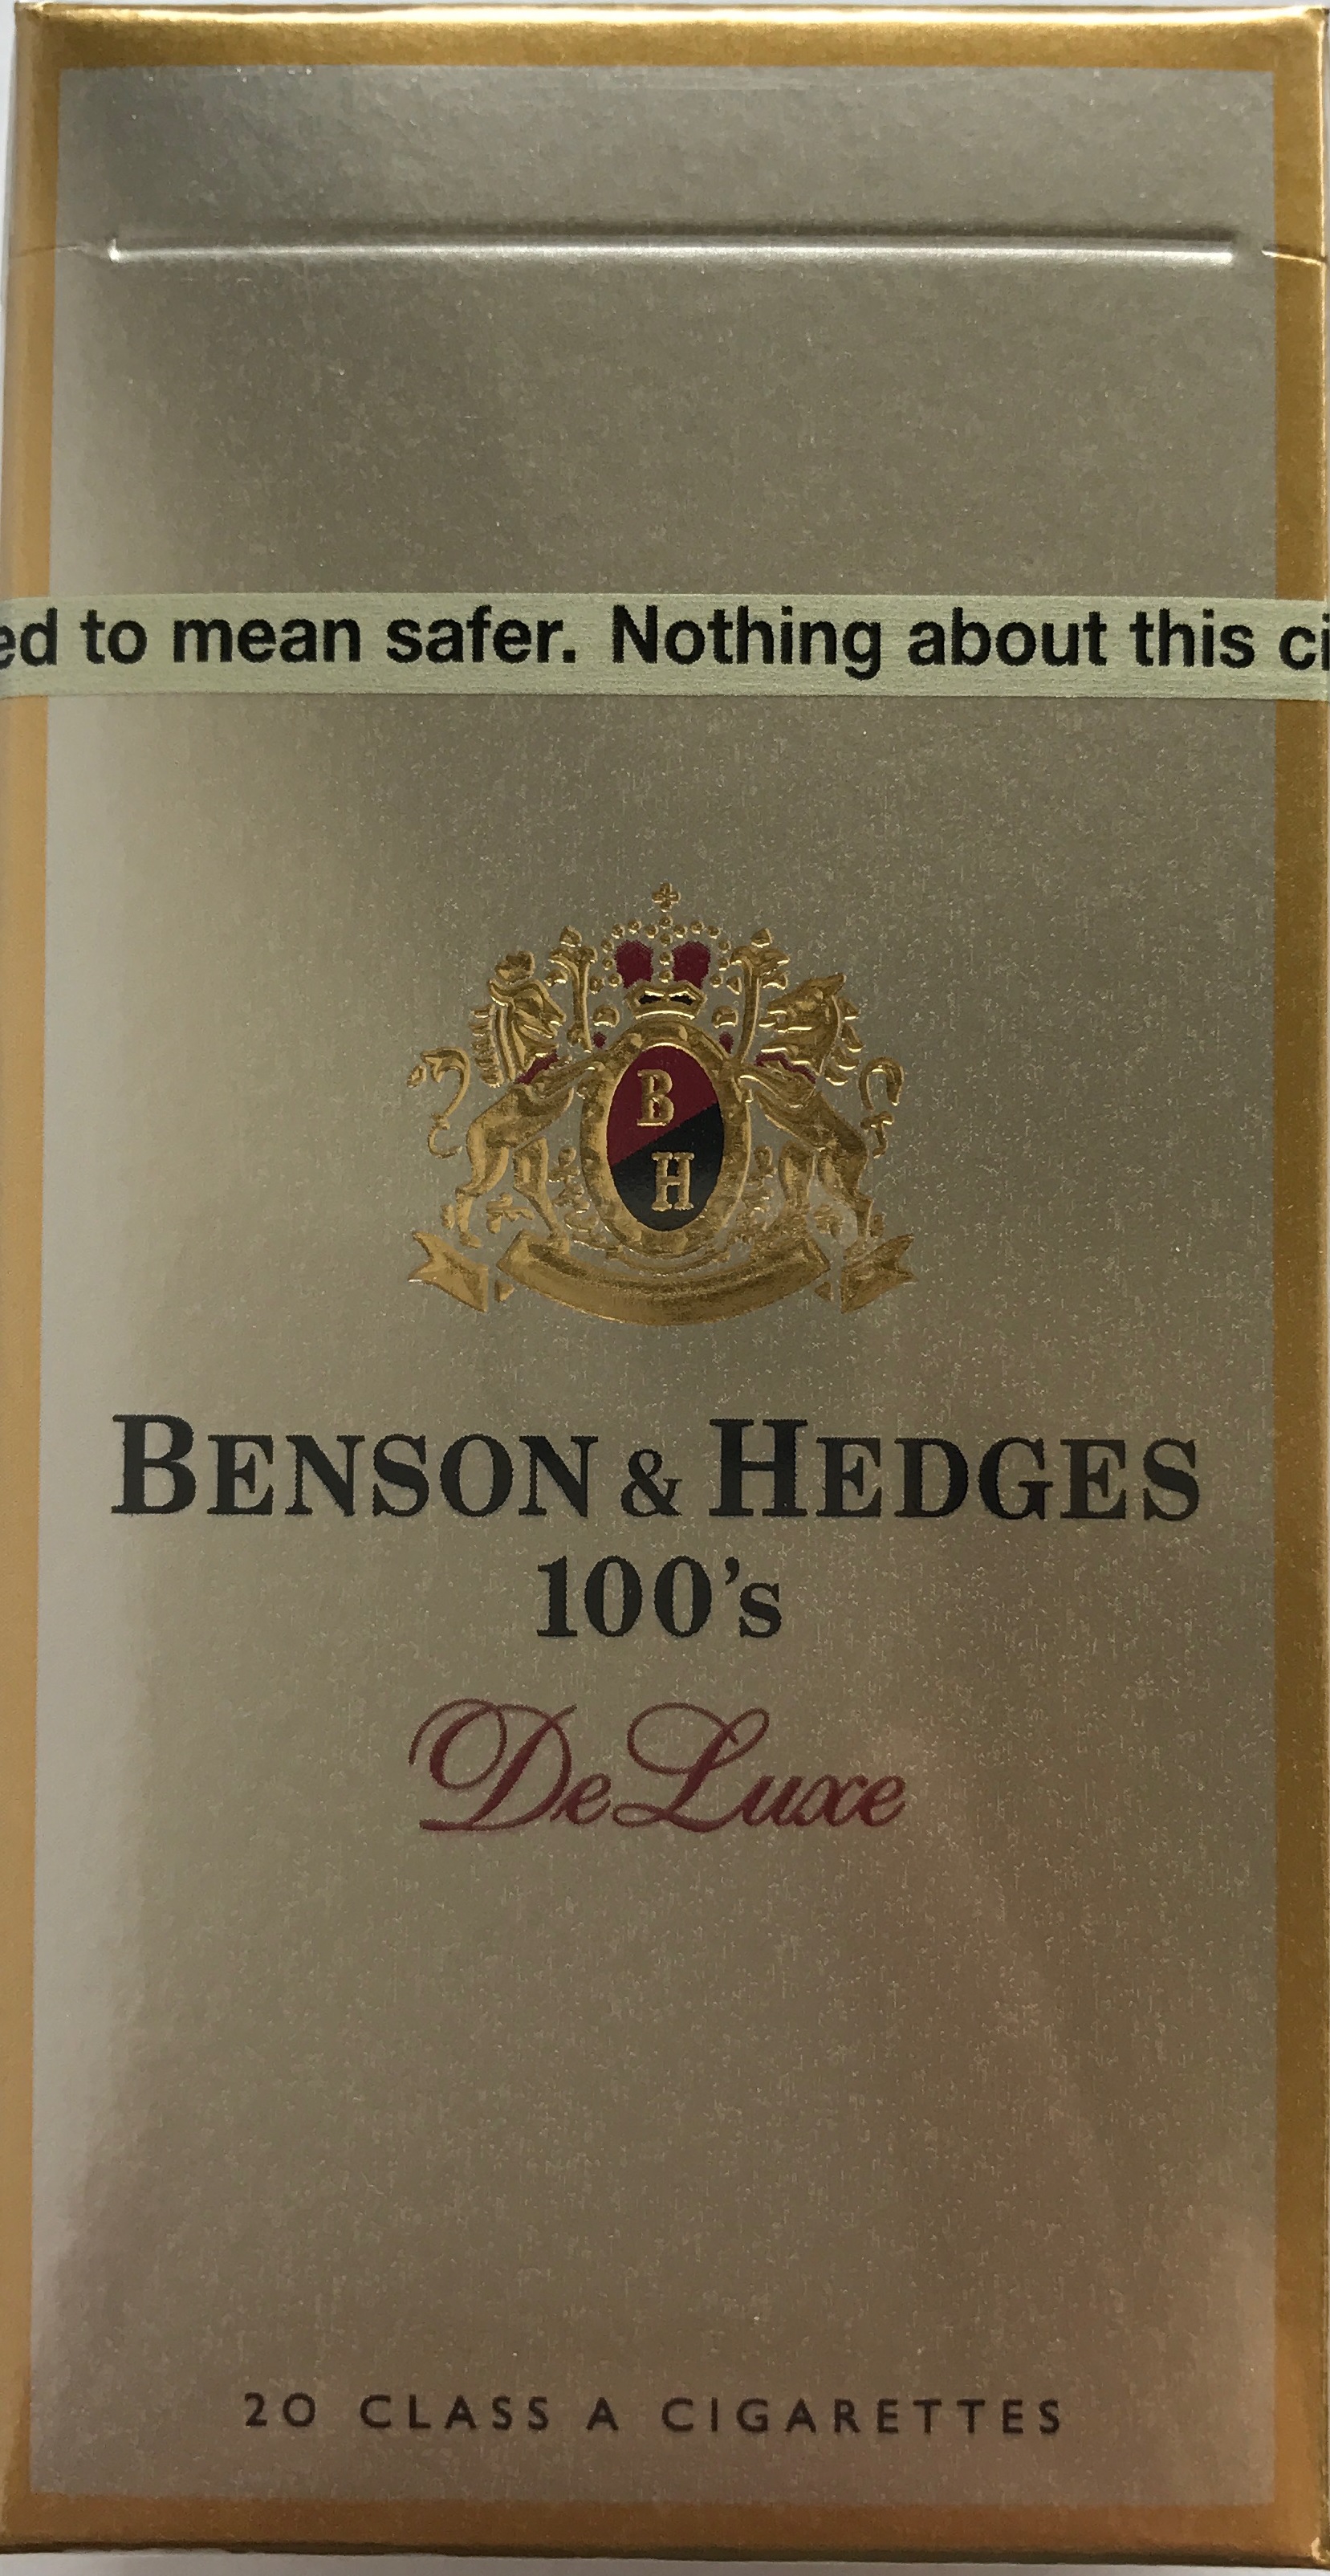 ed to mean safer. Nothing about this ci
B
H
BENSON & HEDGES
100's
DeLuxe
20 CLASS A CIGARETTES